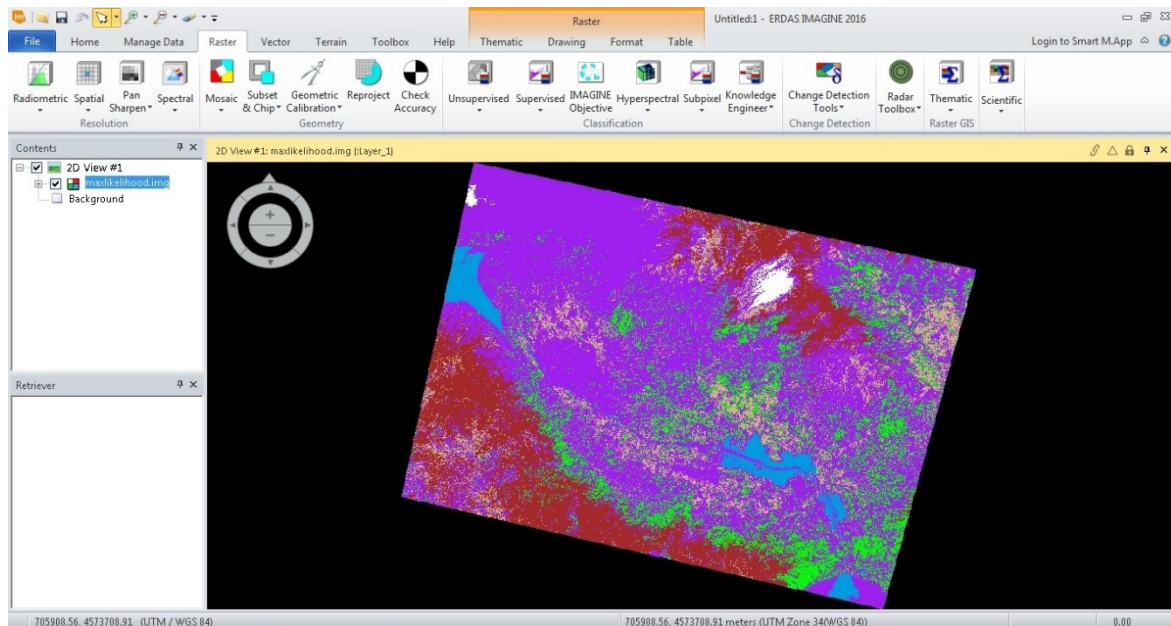 Raster
Untitled:1 - ERDAS IMAGINE 2016
File Home Manage Data Raster Vector Terrain Toolbox Help Thematic Drawing Format Table Login to Smart M.App
Radiometric Spatial Pan Sharpen Spectral Mosaic Subset & Chip Geometric Calibration Reproject Check Accuracy Unsupervised Supervised IMAGINE Objective Hyperspectral Subpixel Knowledge Engineer Change Detection Tools Radar Toolbox Thematic Scientific
Resolution Geometry Classification Change Detection Raster GIS
Contents
2D View #1: maxlikelihood.img (:Layer_1)
2D View #1
maxlikelihood.img
Background
Retriever
705908.56, 4573708.91 (UTM / WGS 84) 705908.56, 4573708.91 meters (UTM Zone 34(WGS 84)) 0.00